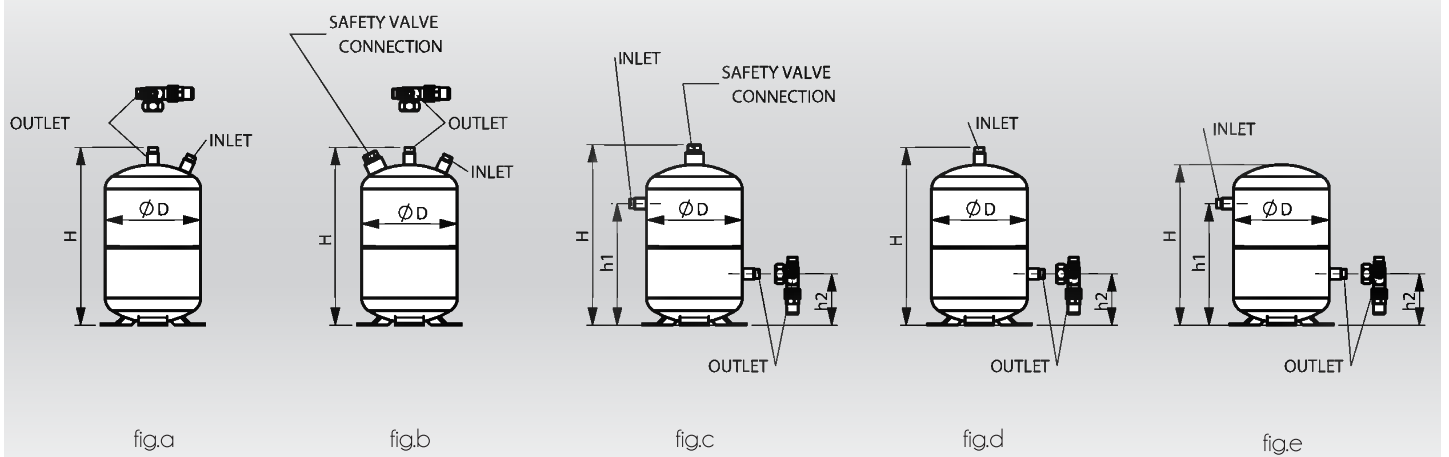 SAFETY VALVE
CONNECTION
OUTLET
INLET
H
ØD
fig.a
OUTLET
INLET
H
ØD
fig.b
INLET
SAFETY VALVE
CONNECTION
H
h1
ØD
h2
OUTLET
fig.c
INLET
H
ØD
h2
OUTLET
fig.d
INLET
H
h1
ØD
h2
OUTLET
fig.e